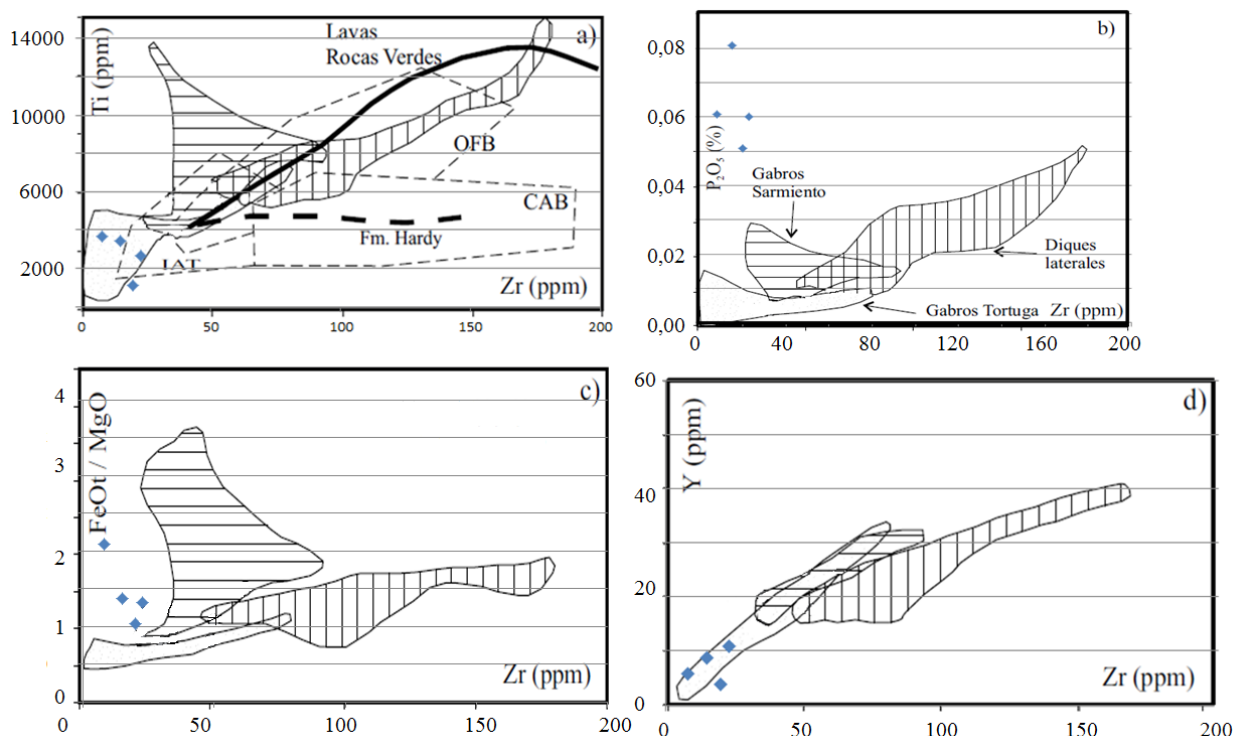 a)
Ti (ppm)
14000
10000
6000
2000
0
50
100
150
200
Lavas
Rocas Verdes
OFB
CAB
Fm. Hardy
IAT
Zr (ppm)
b)
P₂O₅ (%)
0,08
0,06
0,04
0,02
0,00
40
80
120
160
200
Gabros
Sarmiento
Diques
laterales
Gabros Tortuga
Zr (ppm)
c)
FeOt / MgO
4
3
2
1
0
0
50
100
150
200
Zr (ppm)
d)
Y (ppm)
60
40
20
0
0
50
100
150
200
Zr (ppm)